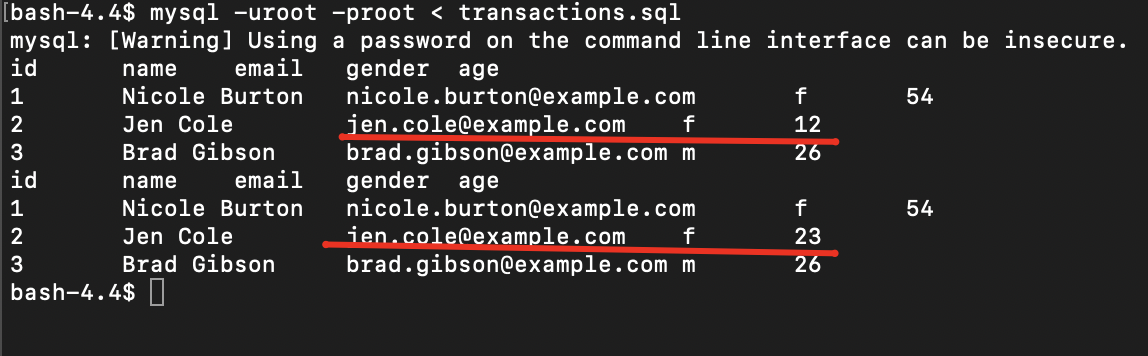 [bash-4.4$ mysql -uroot -proot < transactions.sql
mysql: [Warning] Using a password on the command line interface can be insecure.
id name email gender age
1 Nicole Burton nicole.burton@example.com f 54
2 Jen Cole jen.cole@example.com f 12
3 Brad Gibson brad.gibson@example.com m 26
id name email gender age
1 Nicole Burton nicole.burton@example.com f 54
2 Jen Cole jen.cole@example.com f 23
3 Brad Gibson brad.gibson@example.com m 26
bash-4.4$